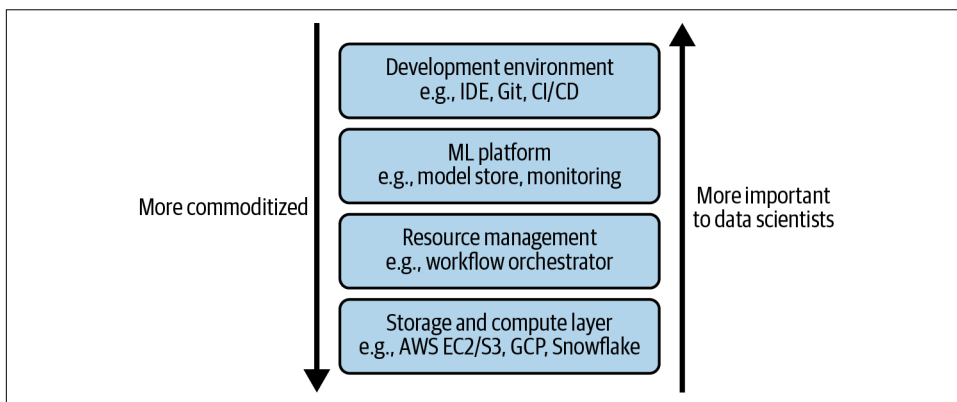 Development environment
e.g., IDE, Git, CI/CD
ML platform
e.g., model store, monitoring
More commoditized
More important
to data scientists
Resource management
e.g., workflow orchestrator
Storage and compute layer
e.g., AWS EC2/S3, GCP, Snowflake